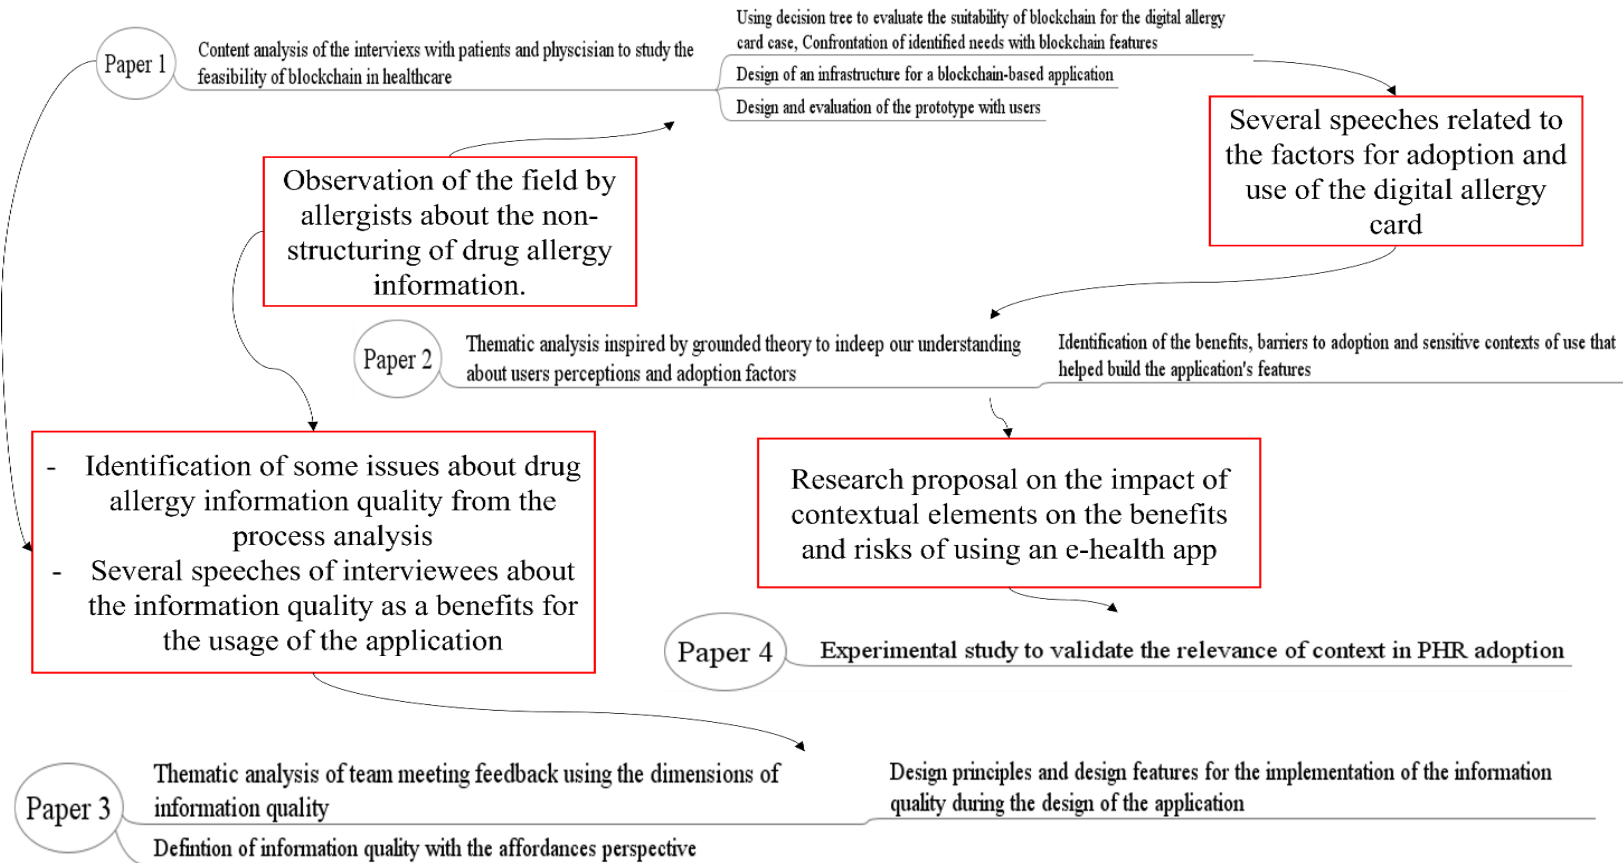 Using decision tree to evaluate the suitability of blockchain for the digital allergy
card case, Confrontation of identified needs with blockchain features
Paper 1
Content analysis of the interviexs with patients and physcisian to study the
feasibility of blockchain in healthcare
Design of an infrastructure for a blockchain-based application
Design and evaluation of the prototype with users
Several speeches related to
the factors for adoption and
use of the digital allergy
card
Observation of the field by
allergists about the non-
structuring of drug allergy
information.
Paper 2
Thematic analysis inspired by grounded theory to indeep our understanding
about users perceptions and adoption factors
Identification of the benefits, barriers to adoption and sensitive contexts of use that
helped build the application's features
- Identification of some issues about drug
allergy information quality from the
process analysis
- Several speeches of interviewees about
the information quality as a benefits for
the usage of the application
Research proposal on the impact of
contextual elements on the benefits
and risks of using an e-health app
Paper 4
Experimental study to validate the relevance of context in PHR adoption
Paper 3
Thematic analysis of team meeting feedback using the dimensions of
information quality
Design principles and design features for the implementation of the information
quality during the design of the application
Defintion of information quality with the affordances perspective